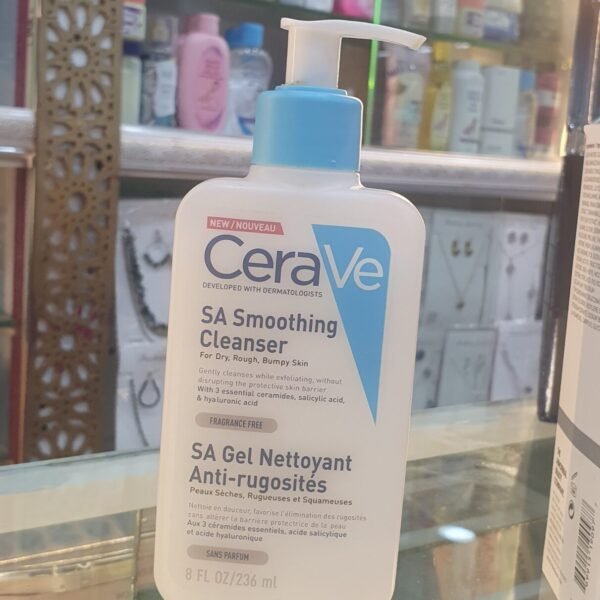 NEW/NOUVEAU
CeraVe
DEVELOPED WITH DERMATOLOGISTS
SA Smoothing
Cleanser
For Dry, Rough, Bumpy Skin
Gently cleanses while exfoliating, without
disrupting the protective skin barrier
With 3 essential ceramides, salicylic acid,
& hyaluronic acid
FRAGRANCE FREE
SA Gel Nettoyant
Anti-rugosités
Peaux Sèches, Rugueuses et Squameuses
Nettoie en douceur, favorise l'élimination des rugosités
sans altérer la barrière protectrice de la peau
Aux 3 céramides essentiels, acide salicylique
et acide hyaluronique
SANS PARFUM
8 FL OZ/236 ml